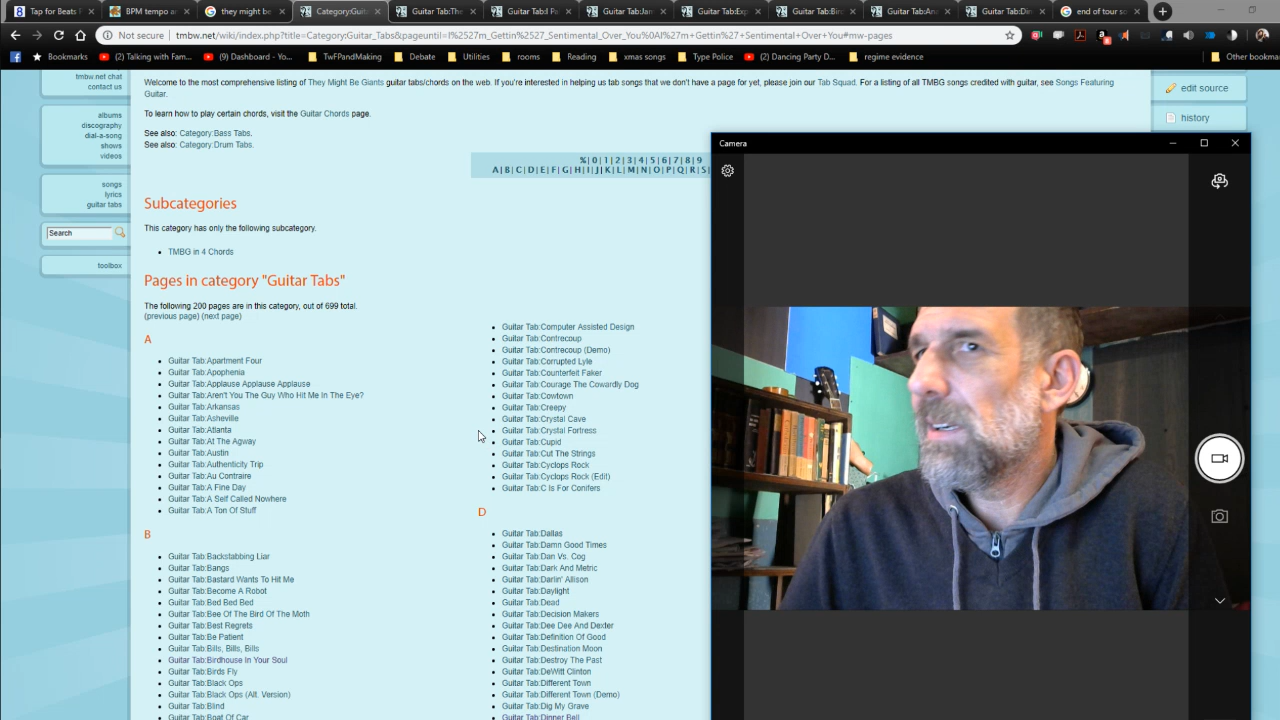 Tap for Beats P
BPM tempo an
they might be
Category:Guita
Guitar Tab:The
Guitar Tab:I Pa
Guitar Tab:Jam
Guitar Tab:Exp
Guitar Tab:Bird
Guitar Tab:Ana
Guitar Tab:Din
end of tour so
Not secure | tmbw.net/wiki/index.php?title=Category:Guitar_Tabs&pageuntil=I%2527m_Gettin%2527_Sentimental_Over_You%0AI%27m+Gettin%27+Sentimental+Over+You#mw-pages
Bookmarks
(2) Talking with Fam...
(9) Dashboard - Yo...
TwFPandMaking
Debate
Utilities
rooms
Reading
xmas songs
Type Police
(2) Dancing Party D...
regime evidence
Other bookma
tmbw.net chat
contact us
albums
discography
dial-a-song
shows
videos
songs
lyrics
guitar tabs
Search
toolbox
Welcome to the most comprehensive listing of They Might Be Giants guitar tabs/chords on the web. If you're interested in helping us tab songs that we don't have a page for yet, please join our Tab Squad. For a listing of all TMBG songs credited with guitar, see Songs Featuring
Guitar.
To learn how to play certain chords, visit the Guitar Chords page.
See also: Category:Bass Tabs.
See also: Category:Drum Tabs.
edit source
history
% | 0 | 1 | 2 | 3 | 4 | 5 | 6 | 7 | 8 | 9
A | B | C | D | E | F | G | H | I | J | K | L | M | N | O | P | Q | R | S |
Subcategories
This category has only the following subcategory.
TMBG in 4 Chords
Pages in category "Guitar Tabs"
The following 200 pages are in this category, out of 699 total.
(previous page) (next page)
A
Guitar Tab:Apartment Four
Guitar Tab:Apophenia
Guitar Tab:Applause Applause Applause
Guitar Tab:Aren't You The Guy Who Hit Me In The Eye?
Guitar Tab:Arkansas
Guitar Tab:Asheville
Guitar Tab:Atlanta
Guitar Tab:At The Agway
Guitar Tab:Austin
Guitar Tab:Authenticity Trip
Guitar Tab:Au Contraire
Guitar Tab:A Fine Day
Guitar Tab:A Self Called Nowhere
Guitar Tab:A Ton Of Stuff
B
Guitar Tab:Backstabbing Liar
Guitar Tab:Bangs
Guitar Tab:Bastard Wants To Hit Me
Guitar Tab:Become A Robot
Guitar Tab:Bed Bed Bed
Guitar Tab:Bee Of The Bird Of The Moth
Guitar Tab:Best Regrets
Guitar Tab:Be Patient
Guitar Tab:Bills, Bills, Bills
Guitar Tab:Birdhouse In Your Soul
Guitar Tab:Birds Fly
Guitar Tab:Black Ops
Guitar Tab:Black Ops (Alt. Version)
Guitar Tab:Blind
Guitar Tab:Boat Of Car
Guitar Tab:Computer Assisted Design
Guitar Tab:Contrecoup
Guitar Tab:Contrecoup (Demo)
Guitar Tab:Corrupted Lyle
Guitar Tab:Counterfeit Faker
Guitar Tab:Courage The Cowardly Dog
Guitar Tab:Cowtown
Guitar Tab:Creepy
Guitar Tab:Crystal Cave
Guitar Tab:Crystal Fortress
Guitar Tab:Cupid
Guitar Tab:Cut The Strings
Guitar Tab:Cyclops Rock
Guitar Tab:Cyclops Rock (Edit)
Guitar Tab:C Is For Conifers
D
Guitar Tab:Dallas
Guitar Tab:Damn Good Times
Guitar Tab:Dan Vs. Cog
Guitar Tab:Dark And Metric
Guitar Tab:Darlin' Allison
Guitar Tab:Daylight
Guitar Tab:Dead
Guitar Tab:Decision Makers
Guitar Tab:Dee Dee And Dexter
Guitar Tab:Definition Of Good
Guitar Tab:Destination Moon
Guitar Tab:Destroy The Past
Guitar Tab:DeWitt Clinton
Guitar Tab:Different Town
Guitar Tab:Different Town (Demo)
Guitar Tab:Dig My Grave
Guitar Tab:Dinner Bell
Camera